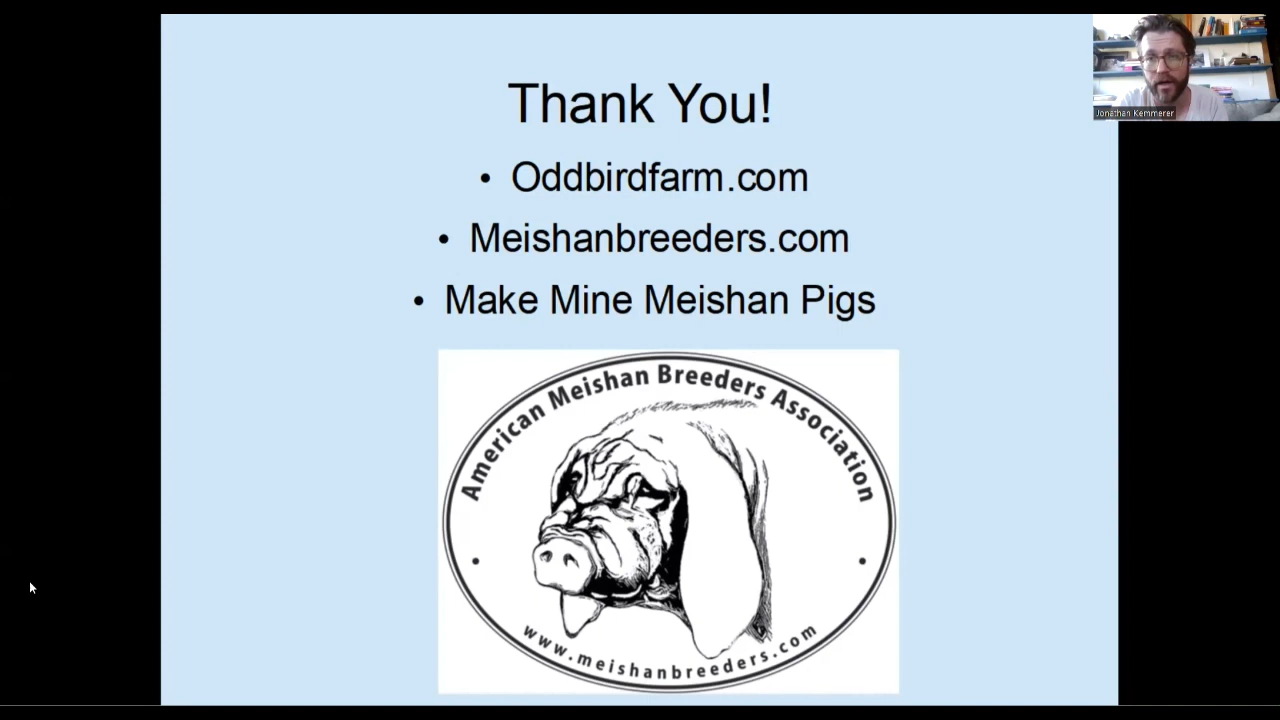 Thank You!
• Oddbirdfarm.com
• Meishanbreeders.com
• Make Mine Meishan Pigs
American Meishan Breeders Association
www.meishanbreeders.com
Jonathan Kemmerer